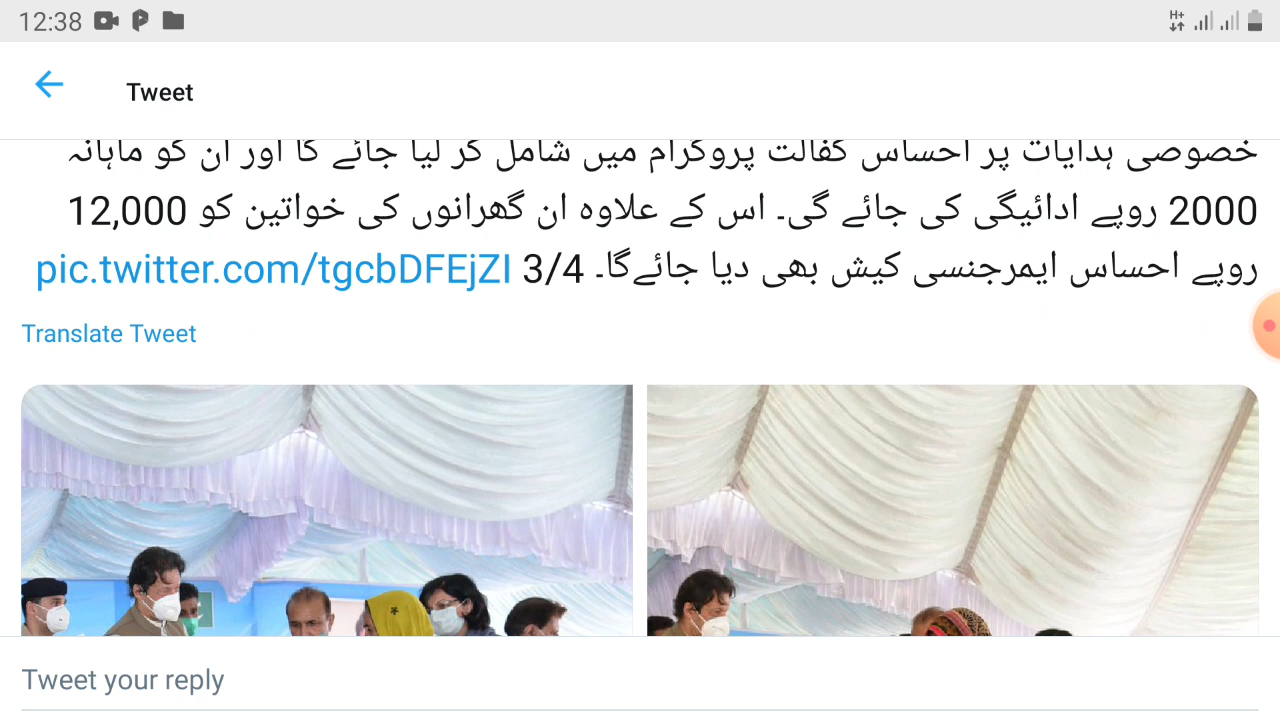 12:38
H+
Tweet
خصوصی ہدایات پر احساس کفالت پروگرام میں شامل کر لیا جائے گا اور ان کو ماہانہ
2000 روپے ادائیگی کی جائے گی۔ اس کے علاوہ ان گھرانوں کی خواتین کو 12,000
روپے احساس ایمرجنسی کیش بھی دیا جائےگا۔ 3/4 pic.twitter.com/tgcbDFEjZI
Translate Tweet
Tweet your reply